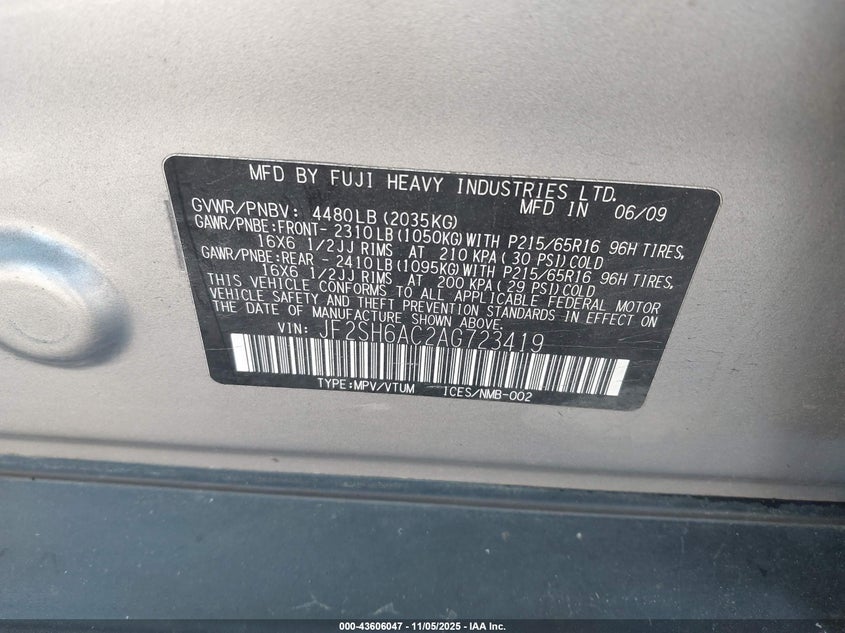 MFD BY FUJI HEAVY INDUSTRIES LTD.
MFD IN 06/09
GVWR/PNBV: 4480LB(2035KG)
GAWR/PNBE:FRONT- 2310LB(1050KG)WITH P215/65R16 96H TIRES,
16X6 1/2JJ RIMS AT 210 KPA(30 PSI)COLD
GAWR/PNBE:REAR - 2410LB(1095KG)WITH P215/65R16 96H TIRES,
16X6 1/2JJ RIMS AT 200 KPA(29 PSI)COLD
THIS VEHICLE CONFORMS TO ALL APPLICABLE FEDERAL MOTOR
VEHICLE SAFETY AND THEFT PREVENTION STANDARDS IN EFFECT ON
THE DATE OF MANUFACTURE SHOWN ABOVE.
VIN: JF2SH6AC2AG723419
TYPE:MPV/VTUM ICES/NMB-002
000-43606047 - 11/05/2025 - IAA Inc.